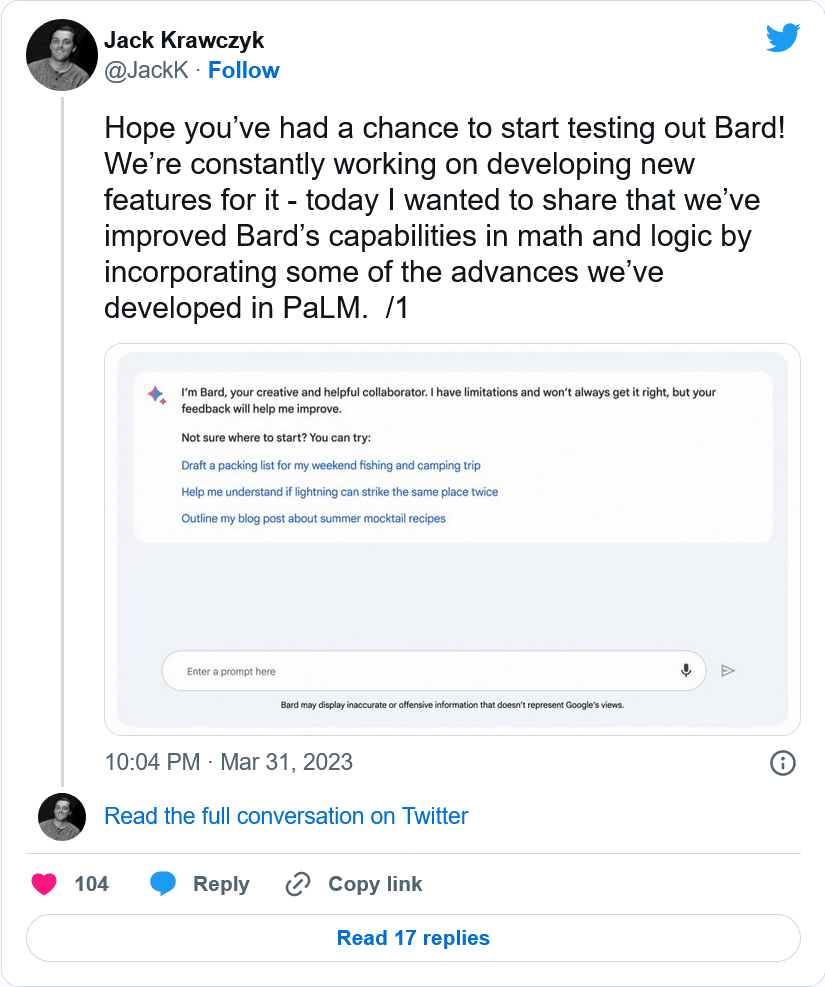 Jack Krawczyk
@JackK · Follow
Hope you’ve had a chance to start testing out Bard!
We’re constantly working on developing new
features for it - today I wanted to share that we’ve
improved Bard’s capabilities in math and logic by
incorporating some of the advances we’ve
developed in PaLM.  /1
I’m Bard, your creative and helpful collaborator. I have limitations and won’t always get it right, but your
feedback will help me improve.
Not sure where to start? You can try:
Draft a packing list for my weekend fishing and camping trip
Help me understand if lightning can strike the same place twice
Outline my blog post about summer mocktail recipes
Enter a prompt here
Bard may display inaccurate or offensive information that doesn’t represent Google’s views.
10:04 PM · Mar 31, 2023
Read the full conversation on Twitter
104 Reply Copy link
Read 17 replies